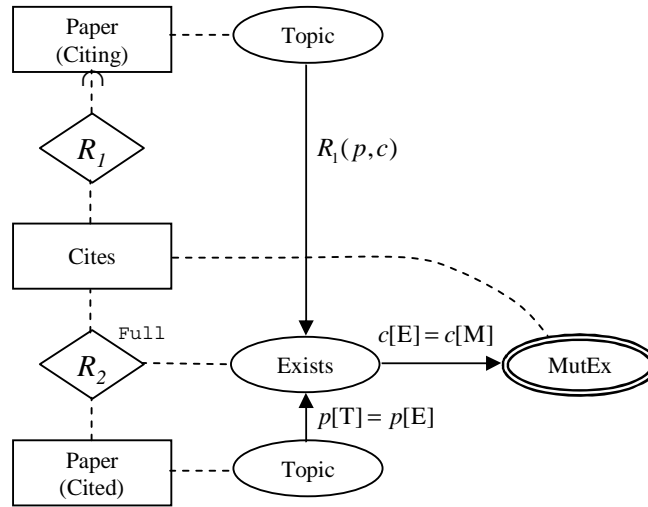 Paper
(Citing)
Topic
R1
R1(p,c)
Cites
Full
R2
Exists
c[E]=c[M]
MutEx
p[T]=p[E]
Paper
(Cited)
Topic